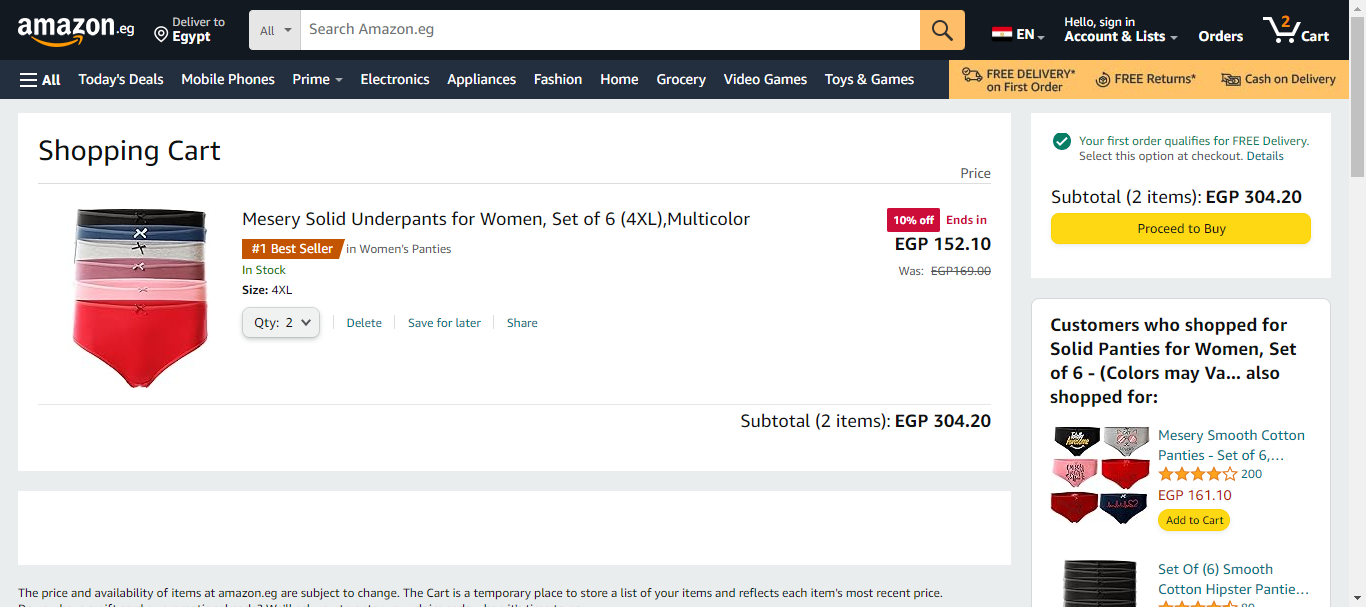 amazon.eg
Deliver to
Egypt
All
Search Amazon.eg
EN
Hello, sign in
Account & Lists
Orders
2
Cart
All
Today's Deals
Mobile Phones
Prime
Electronics
Appliances
Fashion
Home
Grocery
Video Games
Toys & Games
FREE DELIVERY*
on First Order
FREE Returns*
Cash on Delivery
Shopping Cart
Price
Mesery Solid Underpants for Women, Set of 6 (4XL),Multicolor
#1 Best Seller in Women's Panties
In Stock
Size: 4XL
Qty: 2
Delete
Save for later
Share
10% off Ends in
EGP 152.10
Was: EGP169.00
Subtotal (2 items): EGP 304.20
Your first order qualifies for FREE Delivery.
Select this option at checkout. Details
Subtotal (2 items): EGP 304.20
Proceed to Buy
Customers who shopped for
Solid Panties for Women, Set
of 6 - (Colors may Va... also
shopped for:
Mesery Smooth Cotton
Panties - Set of 6,...
200
EGP 161.10
Add to Cart
Set Of (6) Smooth
Cotton Hipster Pantie...
The price and availability of items at amazon.eg are subject to change. The Cart is a temporary place to store a list of your items and reflects each item's most recent price.